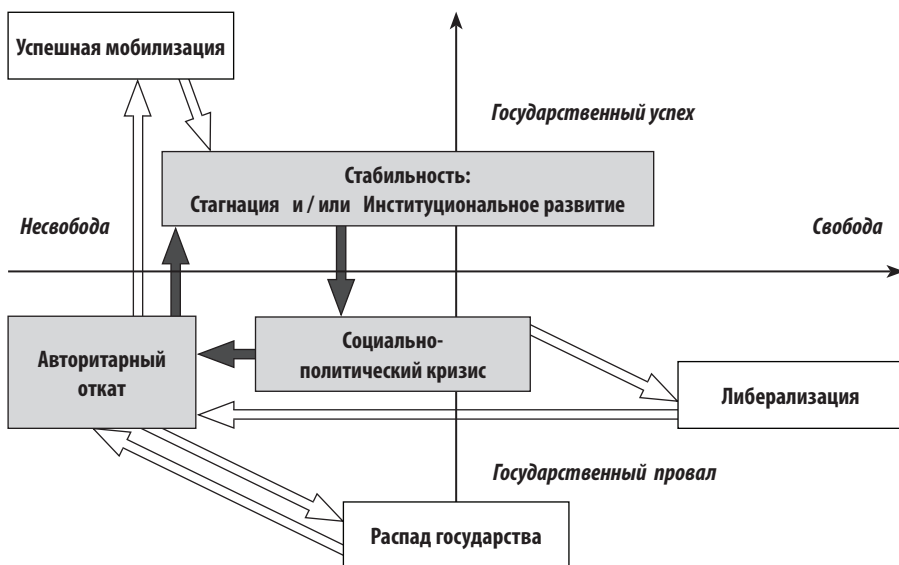 Успешная мобилизация
Государственный успех
Стабильность:
Стагнация и / или Институциональное развитие
Несвобода
Свобода
Социально-
политический кризис
Авторитарный
откат
Либерализация
Государственный провал
Распад государства